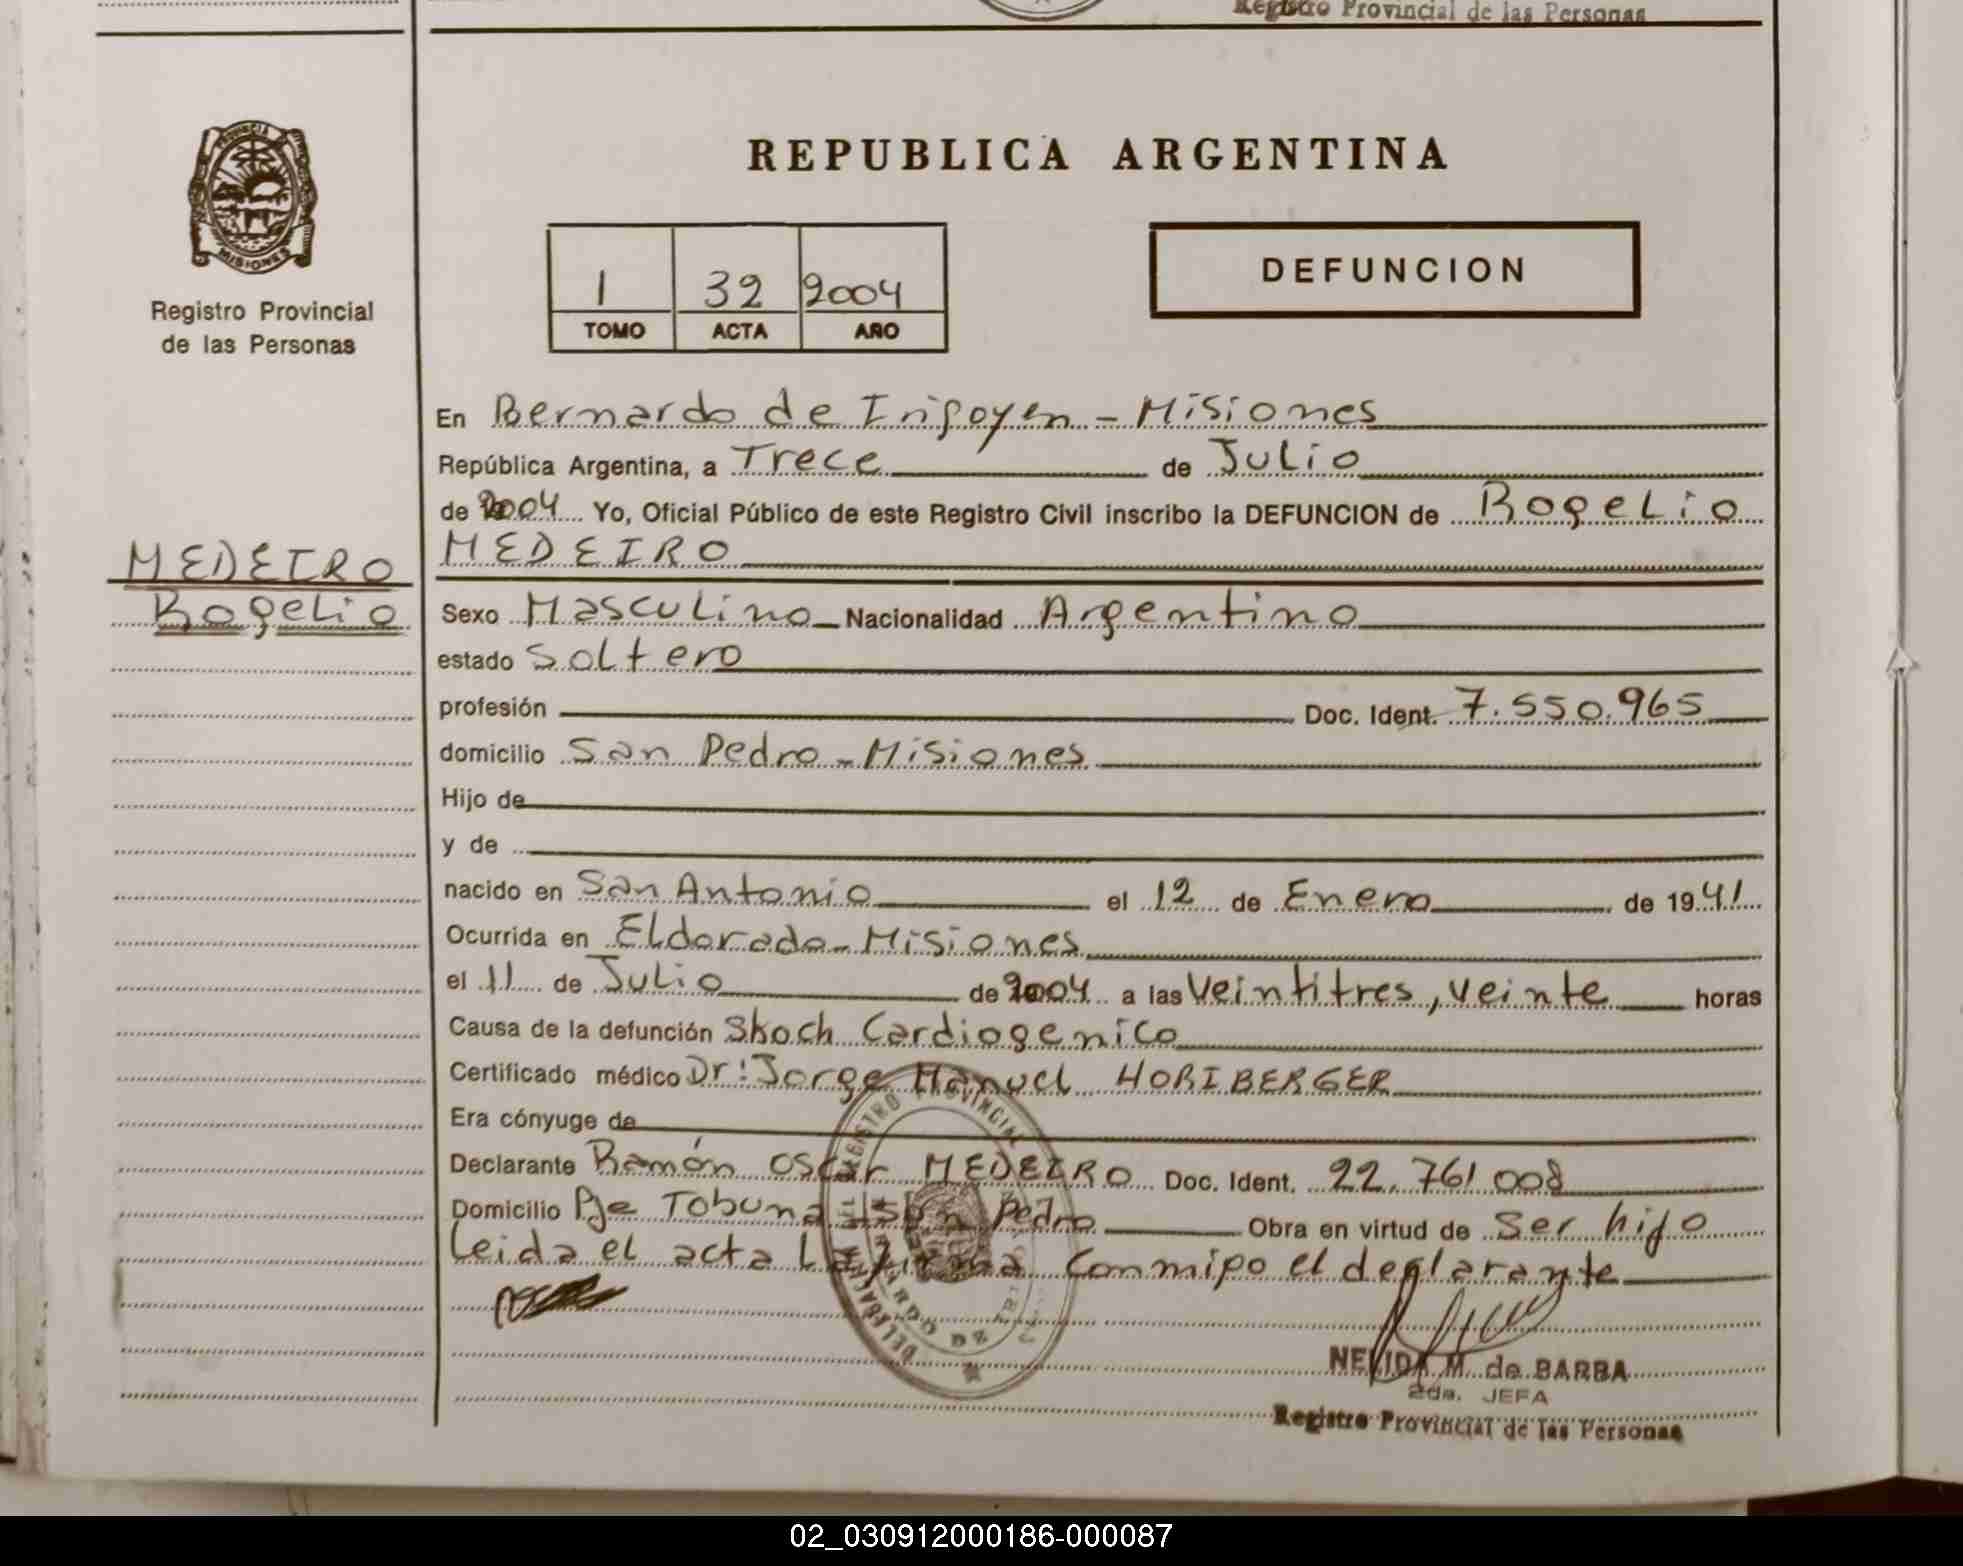 Registro Provincial de las Personas
PROVINCIA
MISIONES
Registro Provincial
de las Personas
REPUBLICA ARGENTINA
1 32 2004
TOMO ACTA AÑO
DEFUNCION
En Bernardo de Irigoyen - Misiones
República Argentina, a Trece de Julio
de 2004 Yo, Oficial Público de este Registro Civil inscribo la DEFUNCION de Rogelio
MEDEIRO
MEDEIRO
Rogelio
Sexo Masculino Nacionalidad Argentino
estado Soltero
profesión Doc. Ident. 7.550.965
domicilio San Pedro - Misiones
Hijo de
y de
nacido en San Antonio el 12 de Enero de 1941
Ocurrida en Eldorado - Misiones
el 11 de Julio de 2004 a las Veintitres, veinte horas
Causa de la defunción Skoch Cardiogenico
Certificado médico Dr: Jorge Manuel HORIBERGER
Era cónyuge de
Declarante Ramón Oscar MEDEIRO Doc. Ident. 22.761 008
Domicilio Pje Tobuna San Pedro Obra en virtud de Ser hijo
Leida el acta La firma conmigo el declarante
NELIDA M. de BARBA
2da. JEFA
Registro Provincial de las Personas
02_030912000186-000087